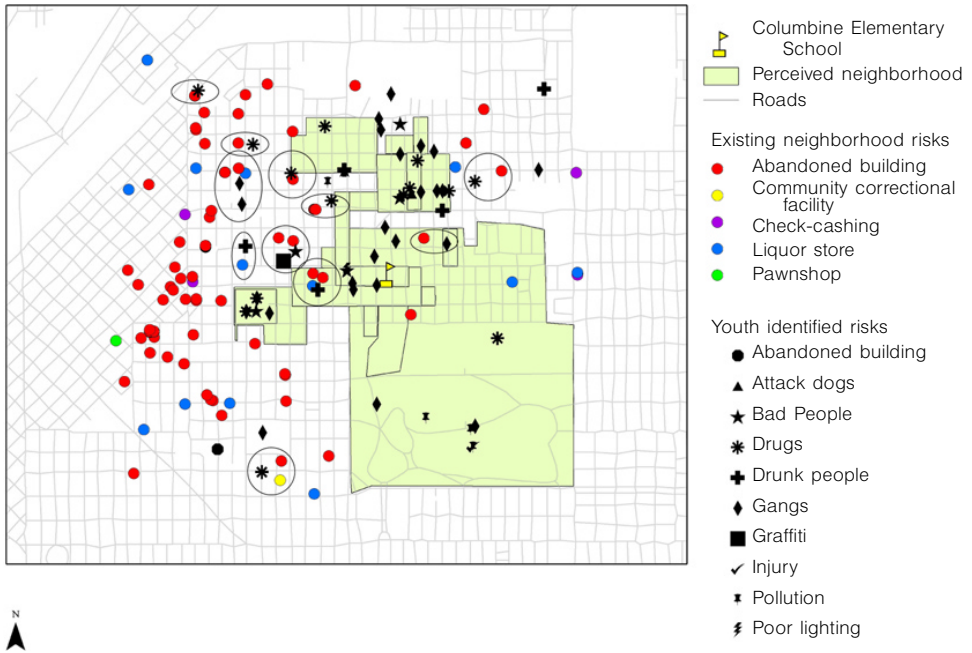 Columbine Elementary
School
Perceived neighborhood
Roads
Existing neighborhood risks
Abandoned building
Community correctional
facility
Check-cashing
Liquor store
Pawnshop
Youth identified risks
Abandoned building
Attack dogs
Bad People
Drugs
Drunk people
Gangs
Graffiti
Injury
Pollution
Poor lighting
N